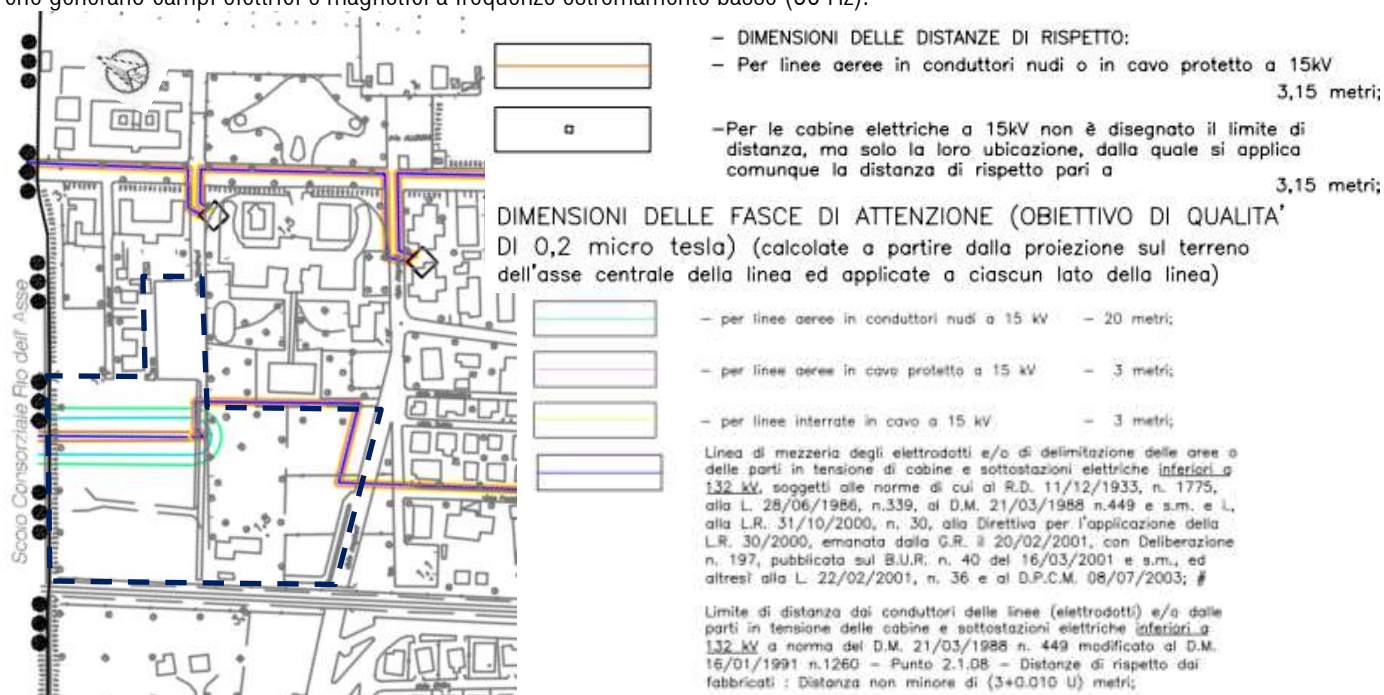 che generano campi elettrici e magnetici a frequenze estremamente basse (50 Hz).
- DIMENSIONI DELLE DISTANZE DI RISPETTO:
- Per linee aeree in conduttori nudi o in cavo protetto a 15kV
3,15 metri;
-Per le cabine elettriche a 15kV non è disegnato il limite di
distanza, ma solo la loro ubicazione, dalla quale si applica
comunque la distanza di rispetto pari a
3,15 metri;
DIMENSIONI DELLE FASCE DI ATTENZIONE (OBIETTIVO DI QUALITA'
DI 0,2 micro tesla) (calcolate a partire dalla proiezione sul terreno
dell'asse centrale della linea ed applicate a ciascun lato della linea)
- per linee aeree in conduttori nudi a 15 kV - 20 metri;
- per linee aeree in cavo protetto a 15 kV - 3 metri;
- per linee interrate in cavo a 15 kV - 3 metri;
Linea di mezzeria degli elettrodotti e/o di delimitazione delle aree o
delle parti in tensione di cabine e sottostazioni elettriche inferiori a
132 kV, soggetti alle norme di cui al R.D. 11/12/1933, n. 1775,
alla L. 28/06/1986, n.339, al D.M. 21/03/1988 n.449 e s.m. e i.,
alla L.R. 31/10/2000, n. 30, alla Direttiva per l'applicazione della
L.R. 30/2000, emanata dalla G.R. il 20/02/2001, con Deliberazione
n. 197, pubblicata sul B.U.R. n. 40 del 16/03/2001 e s.m., ed
altresì alla L. 22/02/2001, n. 36 e al D.P.C.M. 08/07/2003; #
Limite di distanza dai conduttori delle linee (elettrodotti) e/o dalle
parti in tensione delle cabine e sottostazioni elettriche inferiori a
132 kV a norma del D.M. 21/03/1988 n. 449 modificato al D.M.
16/01/1991 n.1260 - Punto 2.1.08 - Distanze di rispetto dai
fabbricati : Distanza non minore di (3+0.010 U) metri;
Scolo Consorziale Rio dell' Asse
1,5
1,8
1,1